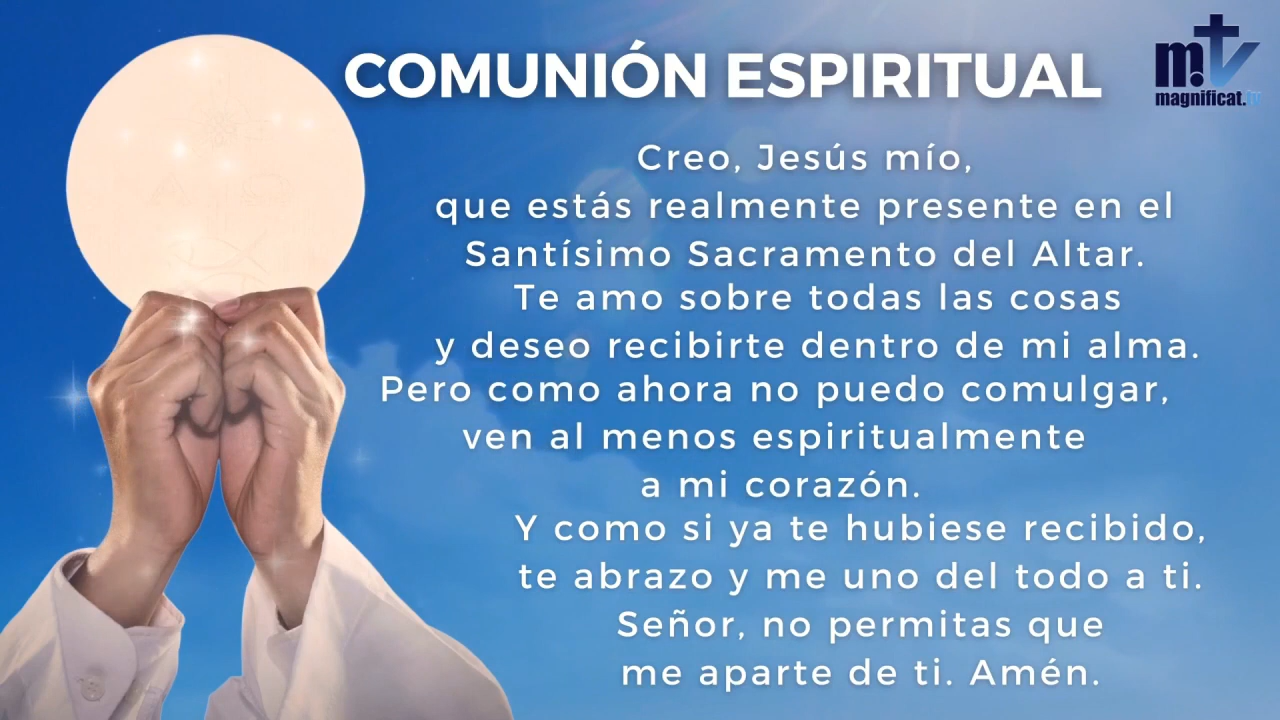 COMUNIÓN ESPIRITUAL
m.tv
magnificat.tv
Creo, Jesús mío,
que estás realmente presente en el
Santísimo Sacramento del Altar.
Te amo sobre todas las cosas
y deseo recibirte dentro de mi alma.
Pero como ahora no puedo comulgar,
ven al menos espiritualmente
a mi corazón.
Y como si ya te hubiese recibido,
te abrazo y me uno del todo a ti.
Señor, no permitas que
me aparte de ti. Amén.